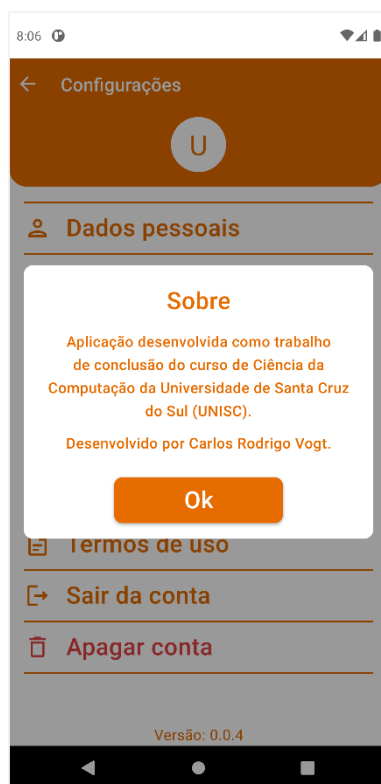 8:06
Configurações
U
Dados pessoais
Sobre
Aplicação desenvolvida como trabalho
de conclusão do curso de Ciência da
Computação da Universidade de Santa Cruz
do Sul (UNISC).
Desenvolvido por Carlos Rodrigo Vogt.
Ok
Termos de uso
Sair da conta
Apagar conta
Versão: 0.0.4